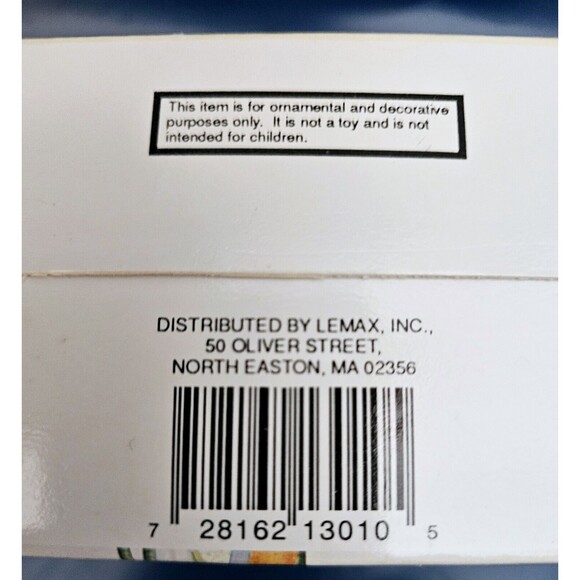 This item is for ornamental and decorative
purposes only. It is not a toy and is not
intended for children.
DISTRIBUTED BY LEMAX, INC.,
50 OLIVER STREET,
NORTH EASTON, MA 02356
7 28162 13010 5